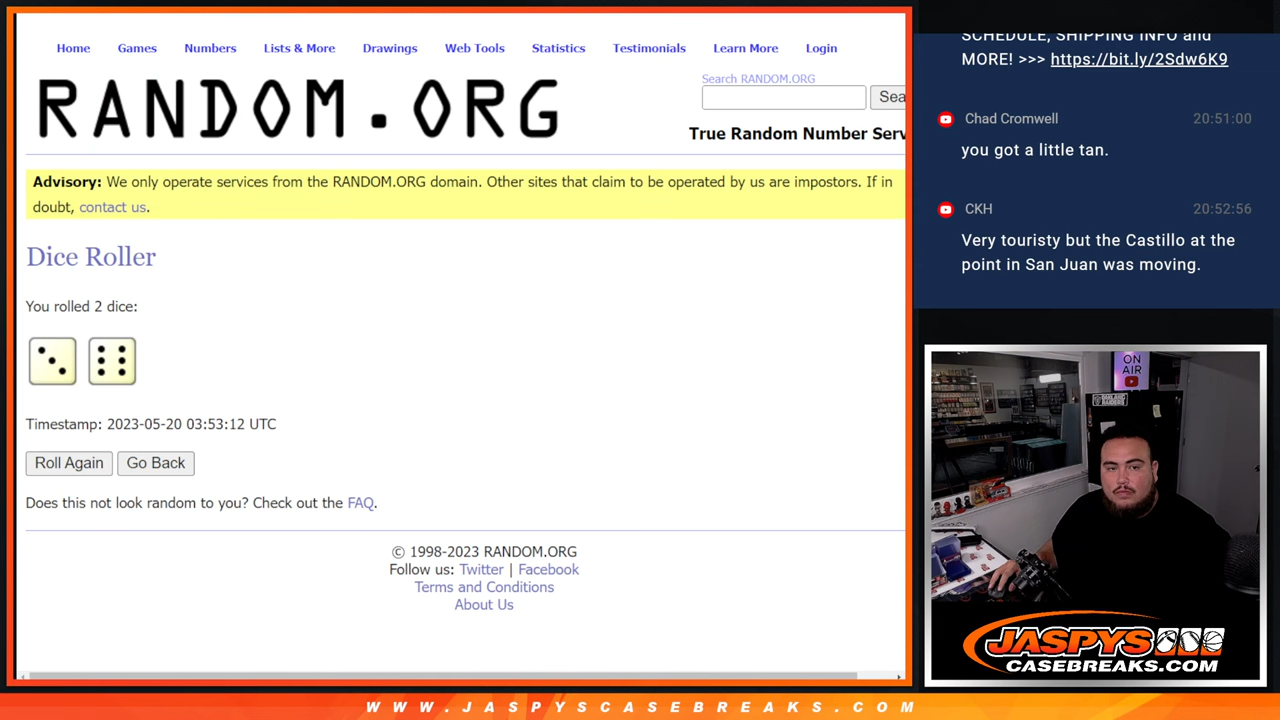 Home Games Numbers Lists & More Drawings Web Tools Statistics Testimonials Learn More Login
RANDOM.ORG
Search RANDOM.ORG
Sea
True Random Number Serv
Advisory: We only operate services from the RANDOM.ORG domain. Other sites that claim to be operated by us are impostors. If in
doubt, contact us.
Dice Roller
You rolled 2 dice:
Timestamp: 2023-05-20 03:53:12 UTC
Roll Again Go Back
Does this not look random to you? Check out the FAQ.
© 1998-2023 RANDOM.ORG
Follow us: Twitter | Facebook
Terms and Conditions
About Us
SCHEDULE, SHIPPING INFO and
MORE! >>> https://bit.ly/2Sdw6K9
Chad Cromwell 20:51:00
you got a little tan.
CKH 20:52:56
Very touristy but the Castillo at the
point in San Juan was moving.
ON
AIR
JASPYS
CASEBREAKS.COM
WWW.JASPYSCASEBREAKS.COM